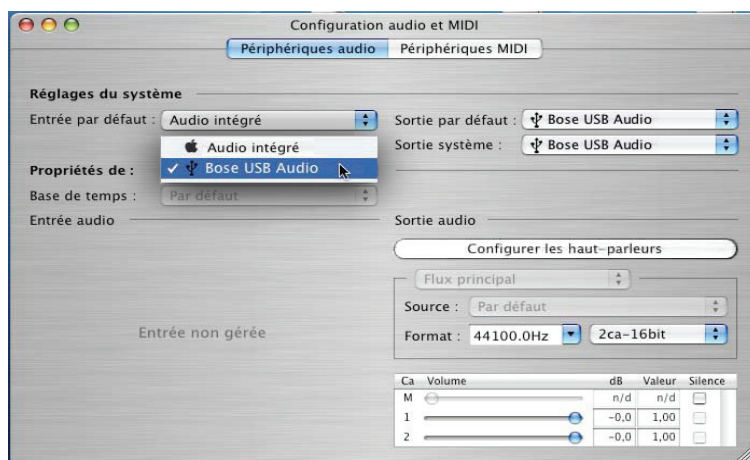 Configuration audio et MIDI
Périphériques audio Périphériques MIDI
Réglages du système
Entrée par défaut : Audio intégré
Sortie par défaut : Bose USB Audio
Audio intégré
Sortie système : Bose USB Audio
Propriétés de : Bose USB Audio
Base de temps : Par défaut
Entrée audio
Sortie audio
Configurer les haut-parleurs
Flux principal
Source : Par défaut
Entrée non gérée
Format : 44100.0Hz 2ca-16bit
Ca Volume dB Valeur Silence
M n/d n/d
1 -0,0 1,00
2 -0,0 1,00